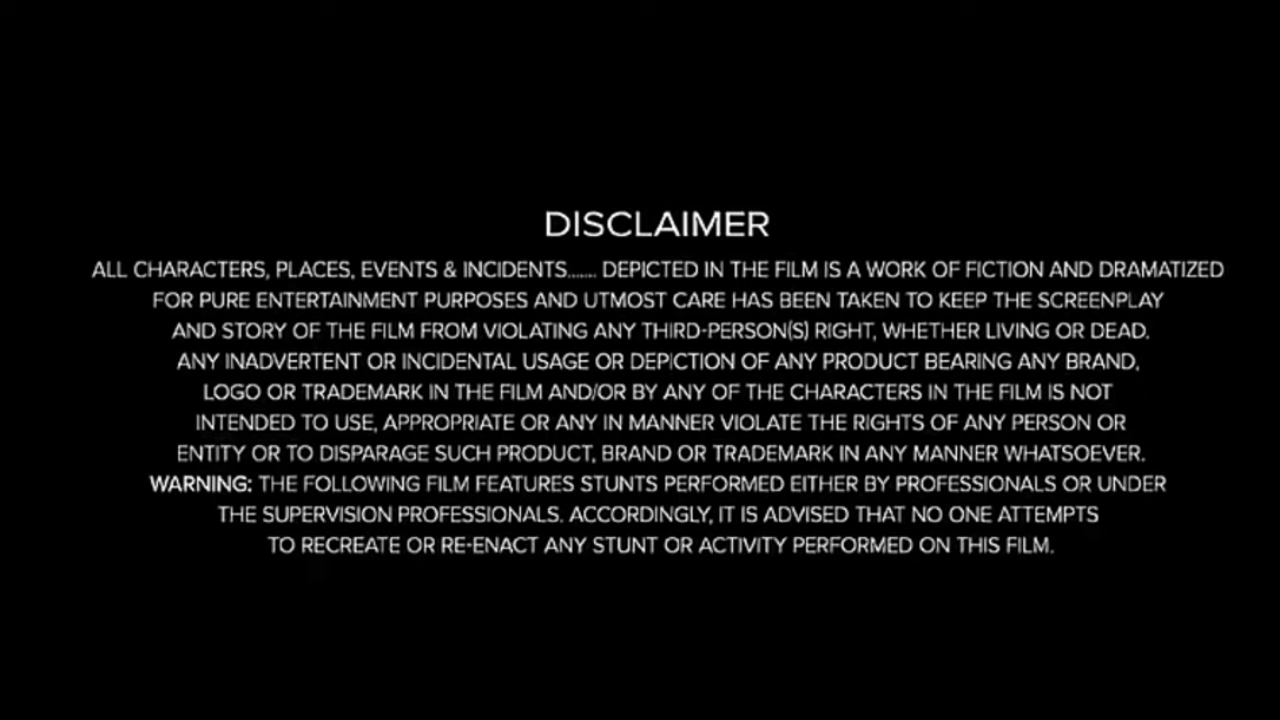 DISCLAIMER
ALL CHARACTERS, PLACES, EVENTS & INCIDENTS....... DEPICTED IN THE FILM IS A WORK OF FICTION AND DRAMATIZED
FOR PURE ENTERTAINMENT PURPOSES AND UTMOST CARE HAS BEEN TAKEN TO KEEP THE SCREENPLAY
AND STORY OF THE FILM FROM VIOLATING ANY THIRD-PERSON(S) RIGHT, WHETHER LIVING OR DEAD.
ANY INADVERTENT OR INCIDENTAL USAGE OR DEPICTION OF ANY PRODUCT BEARING ANY BRAND,
LOGO OR TRADEMARK IN THE FILM AND/OR BY ANY OF THE CHARACTERS IN THE FILM IS NOT
INTENDED TO USE, APPROPRIATE OR ANY IN MANNER VIOLATE THE RIGHTS OF ANY PERSON OR
ENTITY OR TO DISPARAGE SUCH PRODUCT, BRAND OR TRADEMARK IN ANY MANNER WHATSOEVER.
WARNING: THE FOLLOWING FILM FEATURES STUNTS PERFORMED EITHER BY PROFESSIONALS OR UNDER
THE SUPERVISION PROFESSIONALS. ACCORDINGLY, IT IS ADVISED THAT NO ONE ATTEMPTS
TO RECREATE OR RE-ENACT ANY STUNT OR ACTIVITY PERFORMED ON THIS FILM.